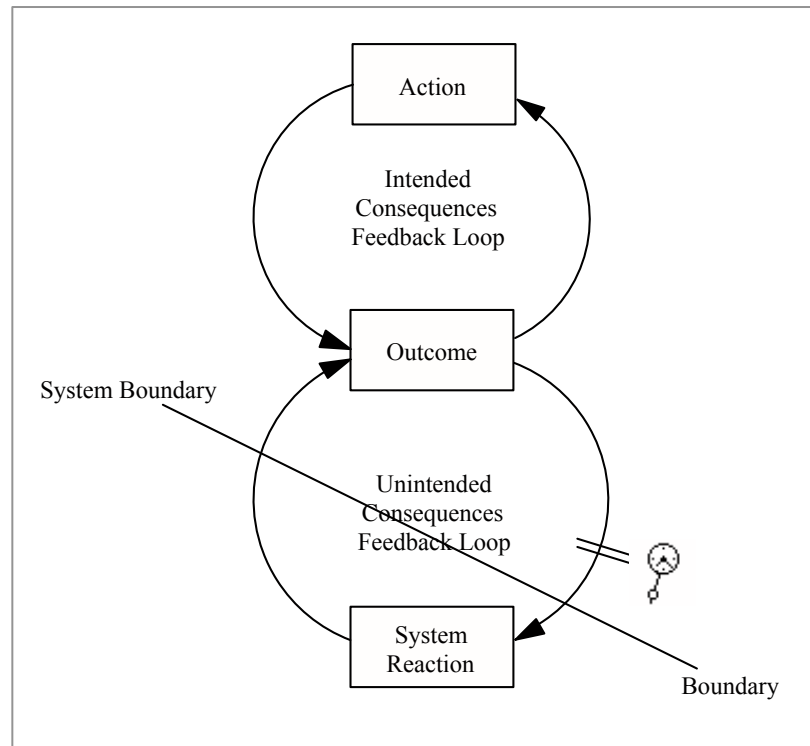 Action
Intended
Consequences
Feedback Loop
Outcome
System Boundary
Unintended
Consequences
Feedback Loop
System
Reaction
Boundary